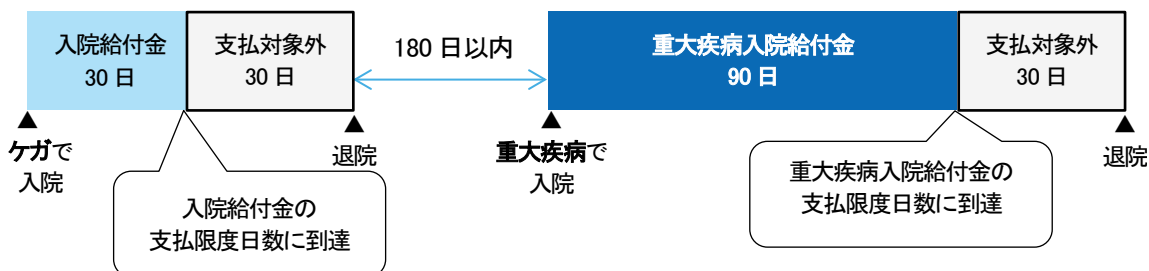 入院給付金
30 日
支払対象外
30 日
180 日以内
重大疾病入院給付金
90 日
支払対象外
30 日
▲
ケガで
入院
▲
退院
▲
重大疾病で
入院
▲
退院
入院給付金の
支払限度日数に到達
重大疾病入院給付金の
支払限度日数に到達